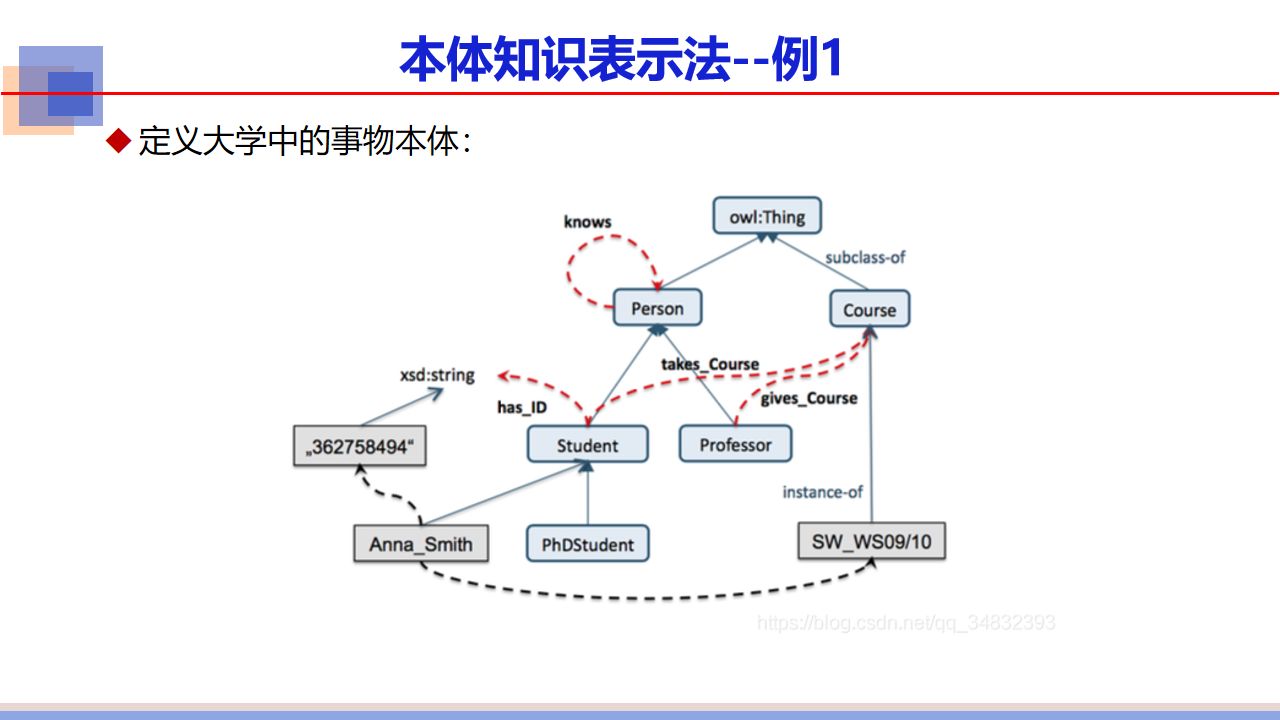 本体知识表示法--例1
定义大学中的事物本体：
owl:Thing
knows
subclass-of
Person
Course
takes_Course
xsd:string
gives_Course
has_ID
„362758494“
Student
Professor
instance-of
Anna_Smith
PhDStudent
SW_WS09/10
https://blog.csdn.net/qq_34832393